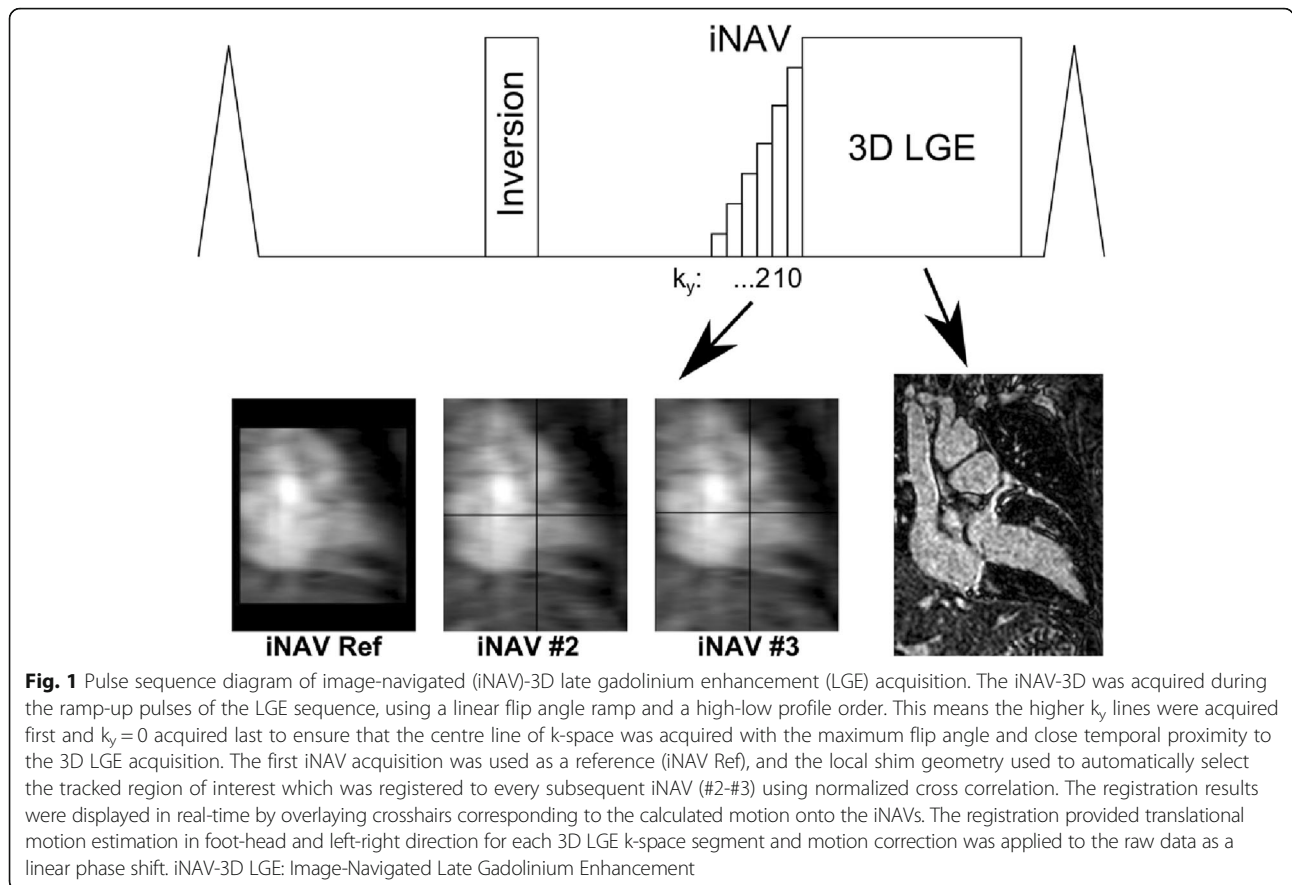 iNAV
Inversion
3D LGE
ky: ...210
iNAV Ref
iNAV #2
iNAV #3
Fig. 1 Pulse sequence diagram of image-navigated (iNAV)-3D late gadolinium enhancement (LGE) acquisition. The iNAV-3D was acquired during
the ramp-up pulses of the LGE sequence, using a linear flip angle ramp and a high-low profile order. This means the higher ky lines were acquired
first and ky = 0 acquired last to ensure that the centre line of k-space was acquired with the maximum flip angle and close temporal proximity to
the 3D LGE acquisition. The first iNAV acquisition was used as a reference (iNAV Ref), and the local shim geometry used to automatically select
the tracked region of interest which was registered to every subsequent iNAV (#2-#3) using normalized cross correlation. The registration results
were displayed in real-time by overlaying crosshairs corresponding to the calculated motion onto the iNAVs. The registration provided translational
motion estimation in foot-head and left-right direction for each 3D LGE k-space segment and motion correction was applied to the raw data as a
linear phase shift. iNAV-3D LGE: Image-Navigated Late Gadolinium Enhancement